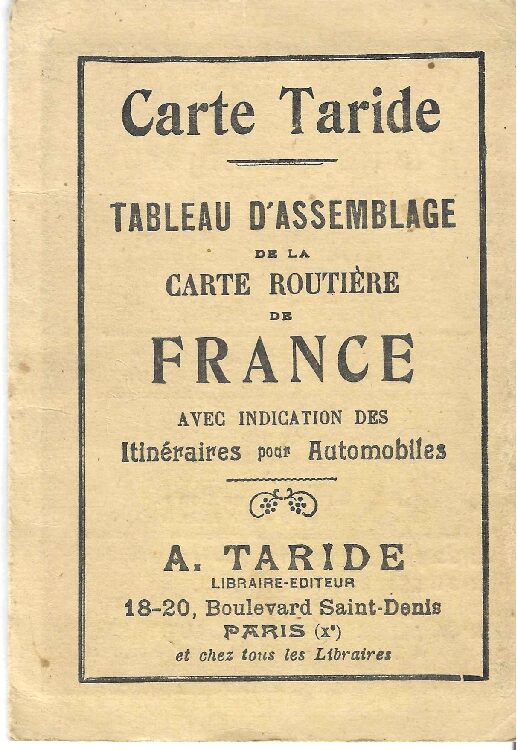 Carte Taride
TABLEAU D'ASSEMBLAGE
DE LA
CARTE ROUTIÈRE
DE
FRANCE
AVEC INDICATION DES
Itinéraires pour Automobiles
A. TARIDE
LIBRAIRE-EDITEUR
18-20, Boulevard Saint-Denis
PARIS (Xe)
et chez tous les Libraires